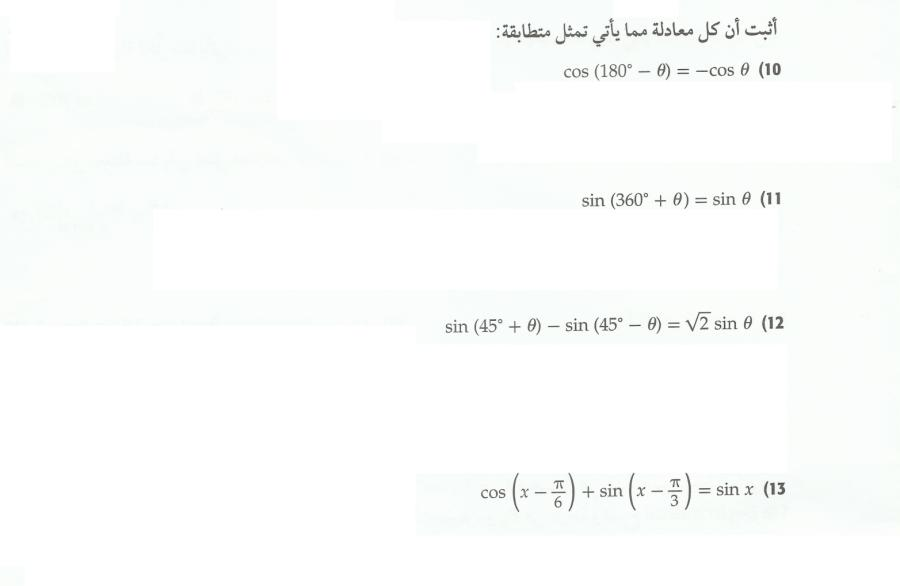 أثبت أن كل معادلة مما يأتي تمثل متطابقة:
10) cos (180° − θ) = −cos θ
11) sin (360° + θ) = sin θ
12) sin (45° + θ) − sin (45° − θ) = √2 sin θ
13) cos (x − π/6) + sin (x − π/3) = sin x